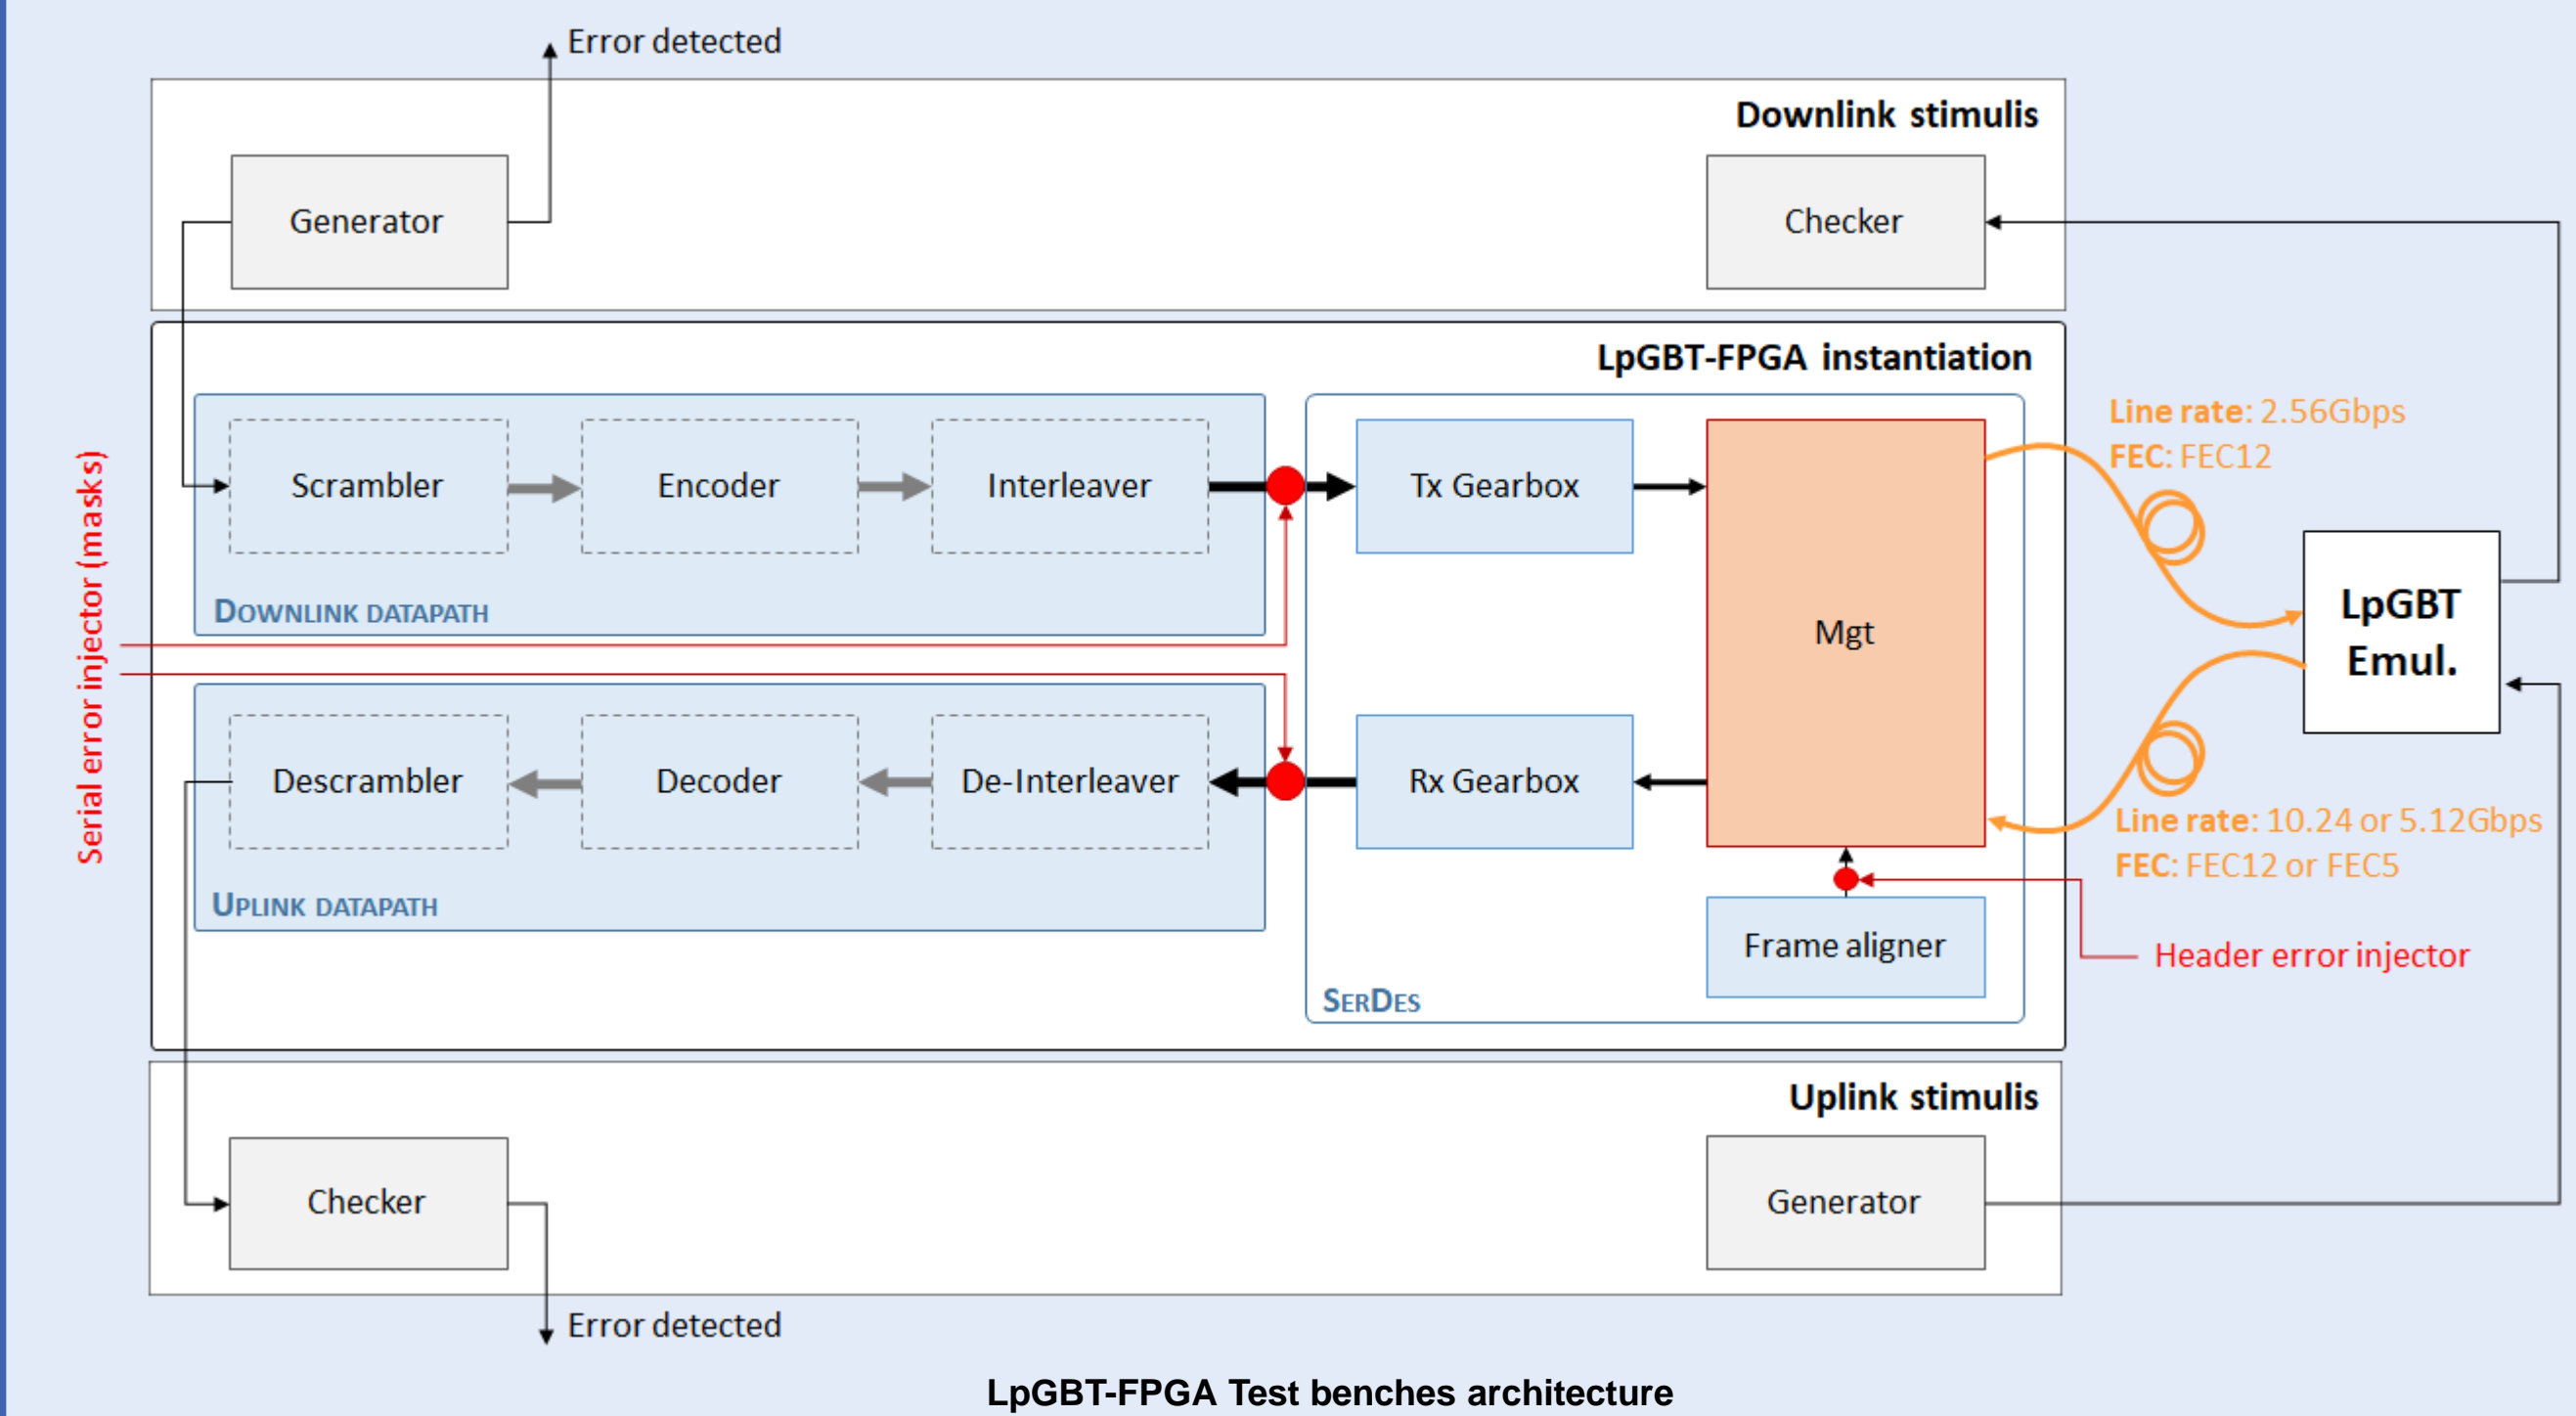 Error detected
Downlink stimulis
Generator
Checker
LpGBT-FPGA instantiation
Line rate: 2.56Gbps
FEC: FEC12
Serial error injector (masks)
Scrambler
Encoder
Interleaver
Tx Gearbox
DOWNLINK DATAPATH
Mgt
LpGBT
Emul.
Descrambler
Decoder
De-Interleaver
Rx Gearbox
Line rate: 10.24 or 5.12Gbps
FEC: FEC12 or FEC5
UPLINK DATAPATH
Frame aligner
Header error injector
SERDES
Uplink stimulis
Checker
Generator
Error detected
LpGBT-FPGA Test benches architecture